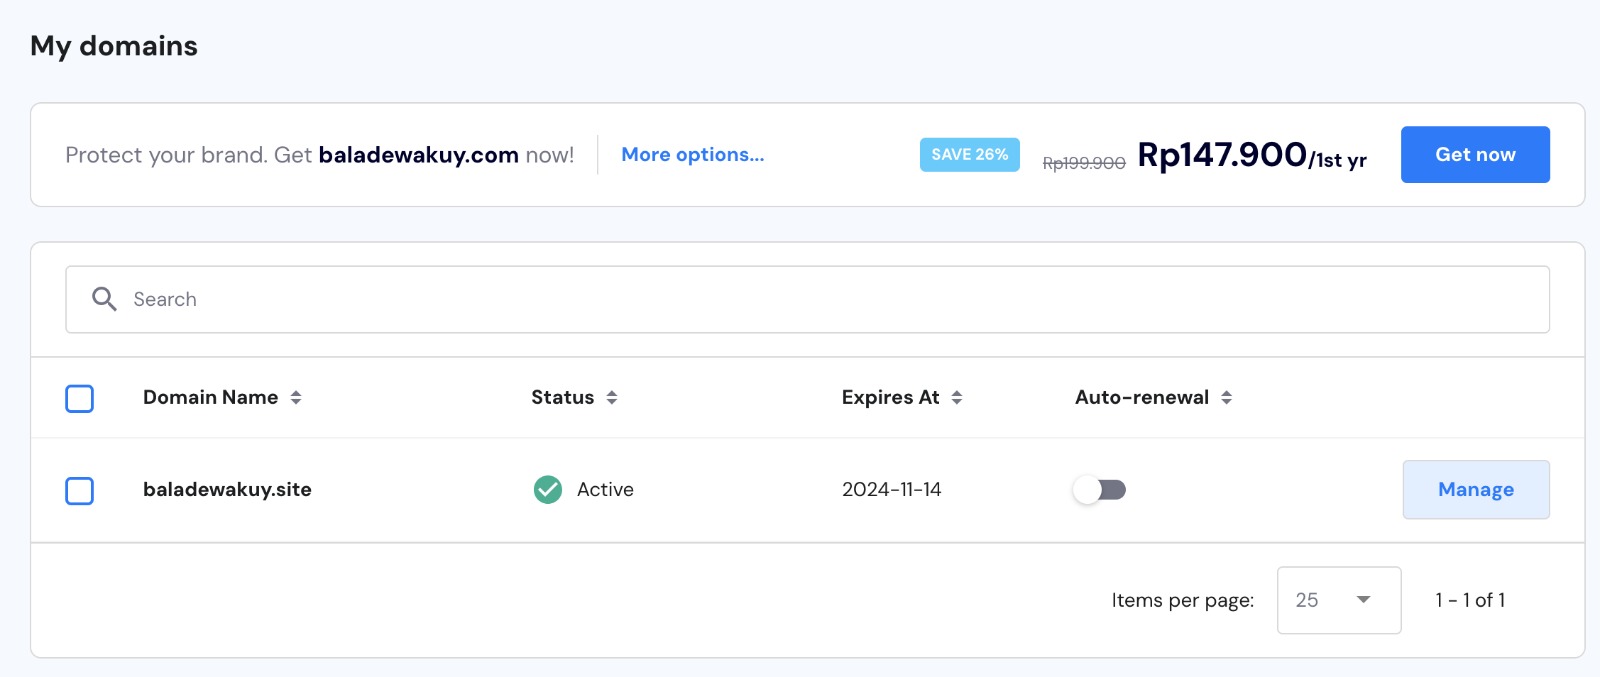 My domains
Protect your brand. Get baladewakuy.com now! More options... SAVE 26% Rp199.900 Rp147.900/1st yr Get now
Search
Domain Name Status Expires At Auto-renewal
baladewakuy.site Active 2024-11-14 Manage
Items per page: 25 1 - 1 of 1